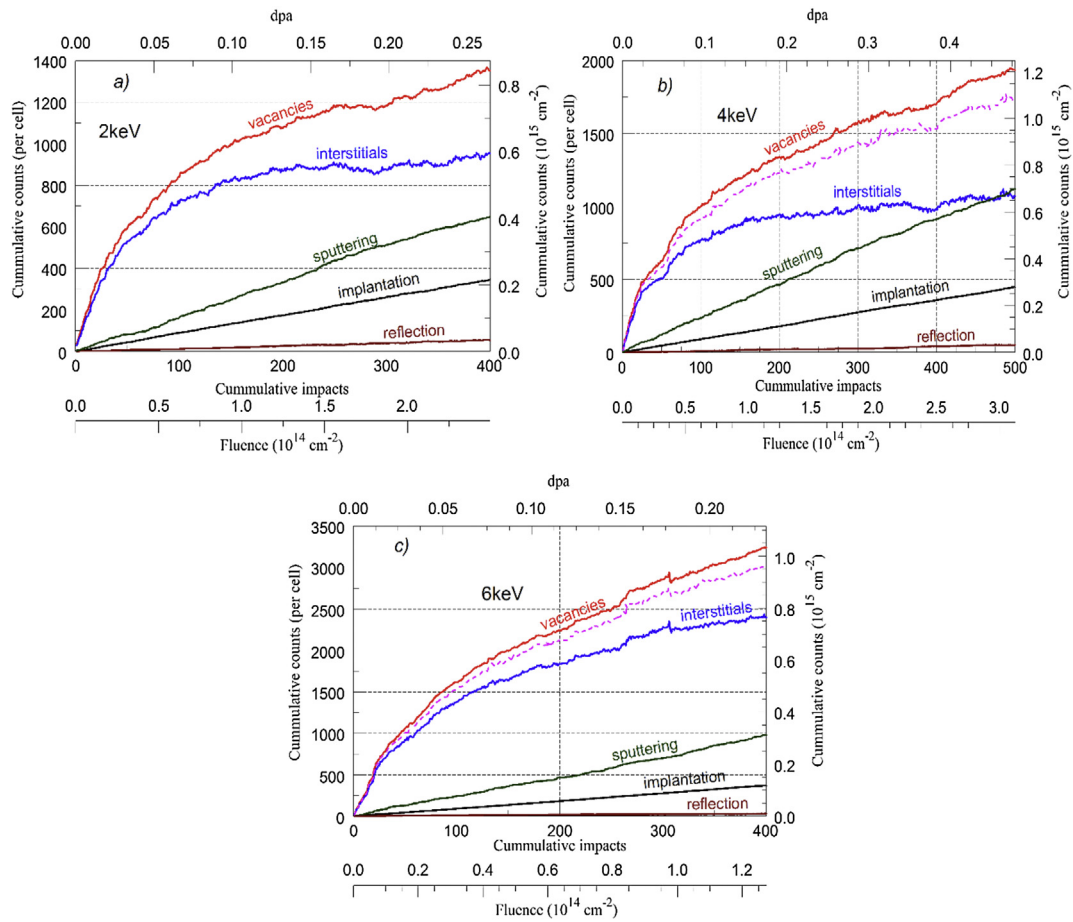 dpa
0.00 0.05 0.10 0.15 0.20 0.25
1400
1200
1000
800
600
400
200
0
Cummulative counts (per cell)
a)
2keV
vacancies
interstitials
sputtering
implantation
reflection
0.8
0.6
0.4
0.2
0.0
Cummulative counts (10^15 cm^-2)
0 100 200 300 400
Cummulative impacts
0.0 0.5 1.0 1.5 2.0
Fluence (10^14 cm^-2)
dpa
0.0 0.1 0.2 0.3 0.4
2000
1500
1000
500
0
Cummulative counts (per cell)
b)
4keV
vacancies
interstitials
sputtering
implantation
reflection
1.2
1.0
0.8
0.6
0.4
0.2
0.0
Cummulative counts (10^15 cm^-2)
0 100 200 300 400 500
Cummulative impacts
0.0 0.5 1.0 1.5 2.0 2.5 3.0
Fluence (10^14 cm^-2)
dpa
0.00 0.05 0.10 0.15 0.20
3500
3000
2500
2000
1500
1000
500
0
Cummulative counts (per cell)
c)
6keV
vacancies
interstitials
sputtering
implantation
reflection
1.0
0.8
0.6
0.4
0.2
0.0
Cummulative counts (10^15 cm^-2)
0 100 200 300 400
Cummulative impacts
0.0 0.2 0.4 0.6 0.8 1.0 1.2
Fluence (10^14 cm^-2)